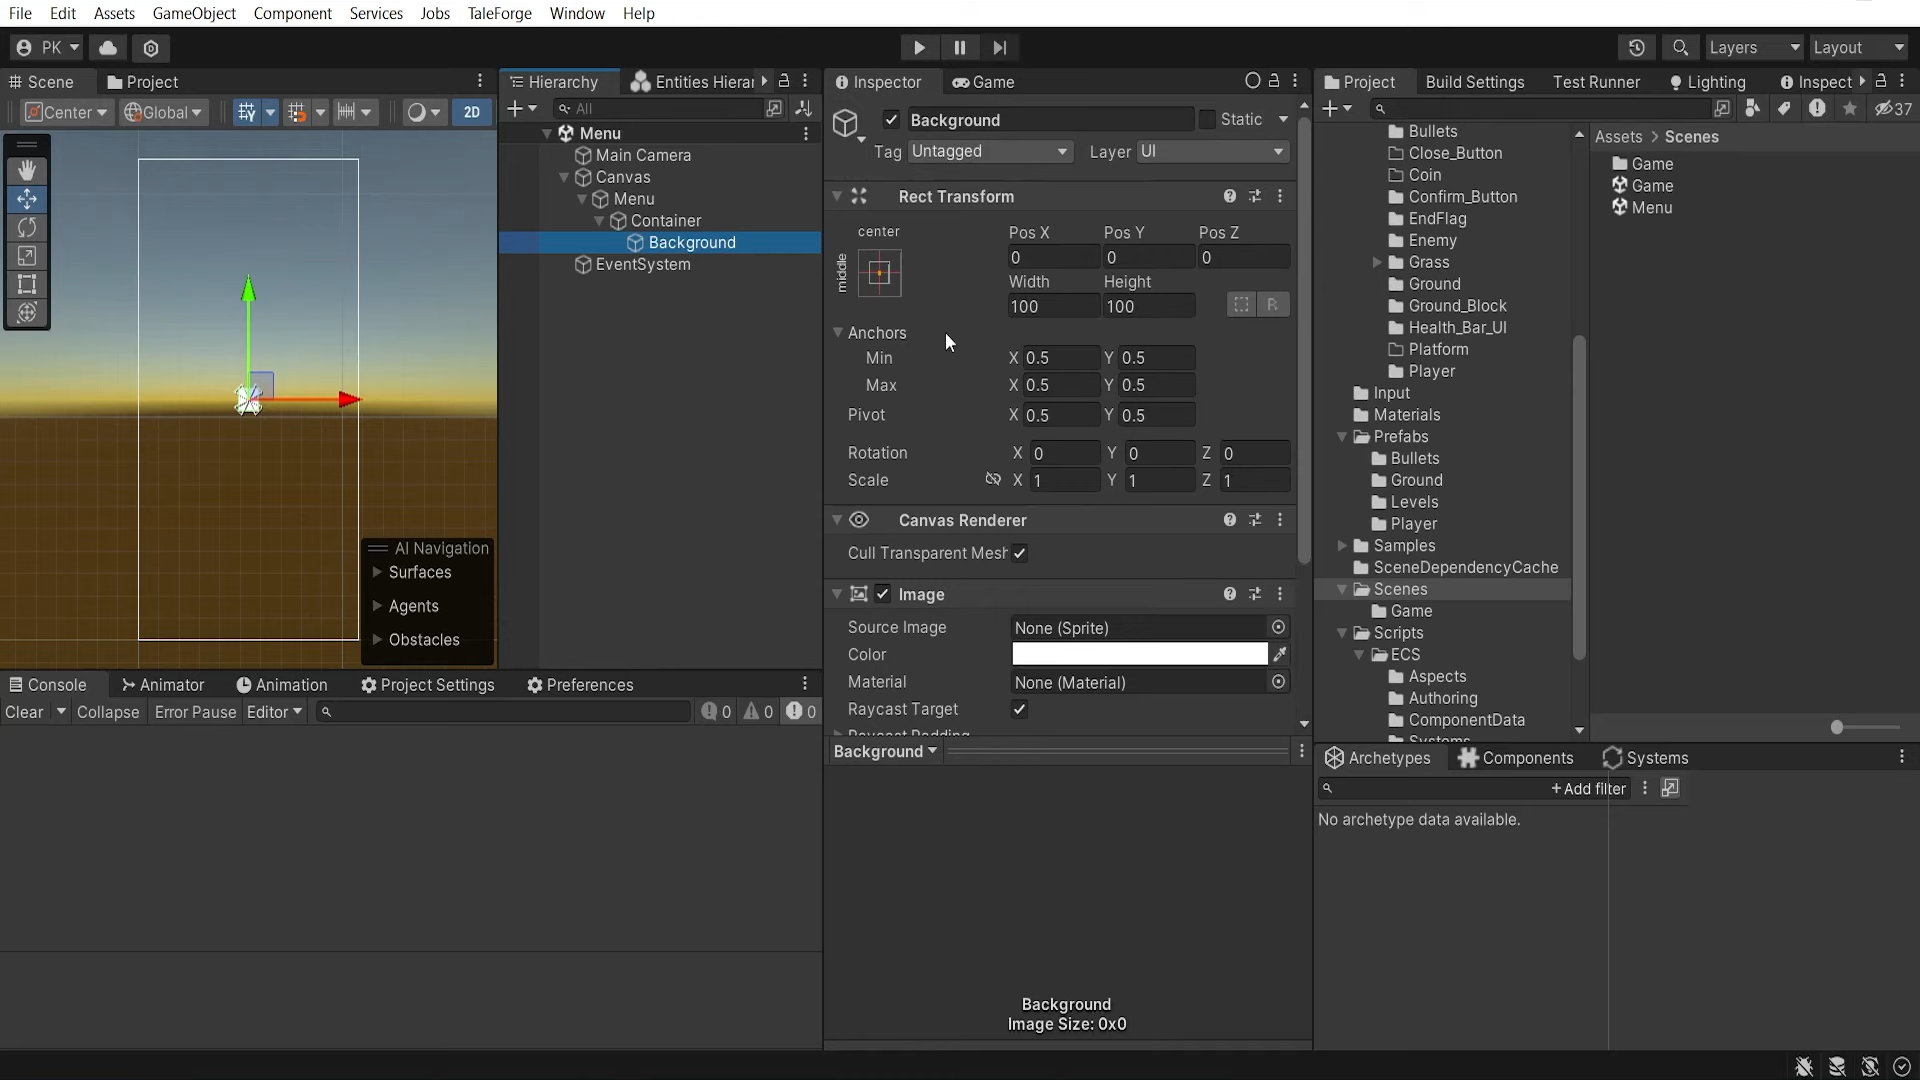 File Edit Assets GameObject Component Services Jobs TaleForge Window Help
PK Layers Layout
Scene Project
Center Global 2D
AI Navigation
Surfaces
Agents
Obstacles
Hierarchy Entities Hierar
All
Menu
Main Camera
Canvas
Menu
Container
Background
EventSystem
Inspector Game
Background Static
Tag Untagged Layer UI
Rect Transform
center Pos X Pos Y Pos Z
middle 0 0 0
Width Height
100 100 R
Anchors
Min X 0.5 Y 0.5
Max X 0.5 Y 0.5
Pivot X 0.5 Y 0.5
Rotation X 0 Y 0 Z 0
Scale X 1 Y 1 Z 1
Canvas Renderer
Cull Transparent Mesh
Image
Source Image None (Sprite)
Color
Material None (Material)
Raycast Target
Raycast Padding
Background
Background
Image Size: 0x0
Project Build Settings Test Runner Lighting Inspect
37
Bullets
Close_Button
Coin
Confirm_Button
EndFlag
Enemy
Grass
Ground
Ground_Block
Health_Bar_UI
Platform
Player
Input
Materials
Prefabs
Bullets
Ground
Levels
Player
Samples
SceneDependencyCache
Scenes
Game
Scripts
ECS
Aspects
Authoring
ComponentData
Systems
Assets > Scenes
Game
Game
Menu
Archetypes Components Systems
+ Add filter
No archetype data available.
Console Animator Animation Project Settings Preferences
Clear Collapse Error Pause Editor 0 0 0